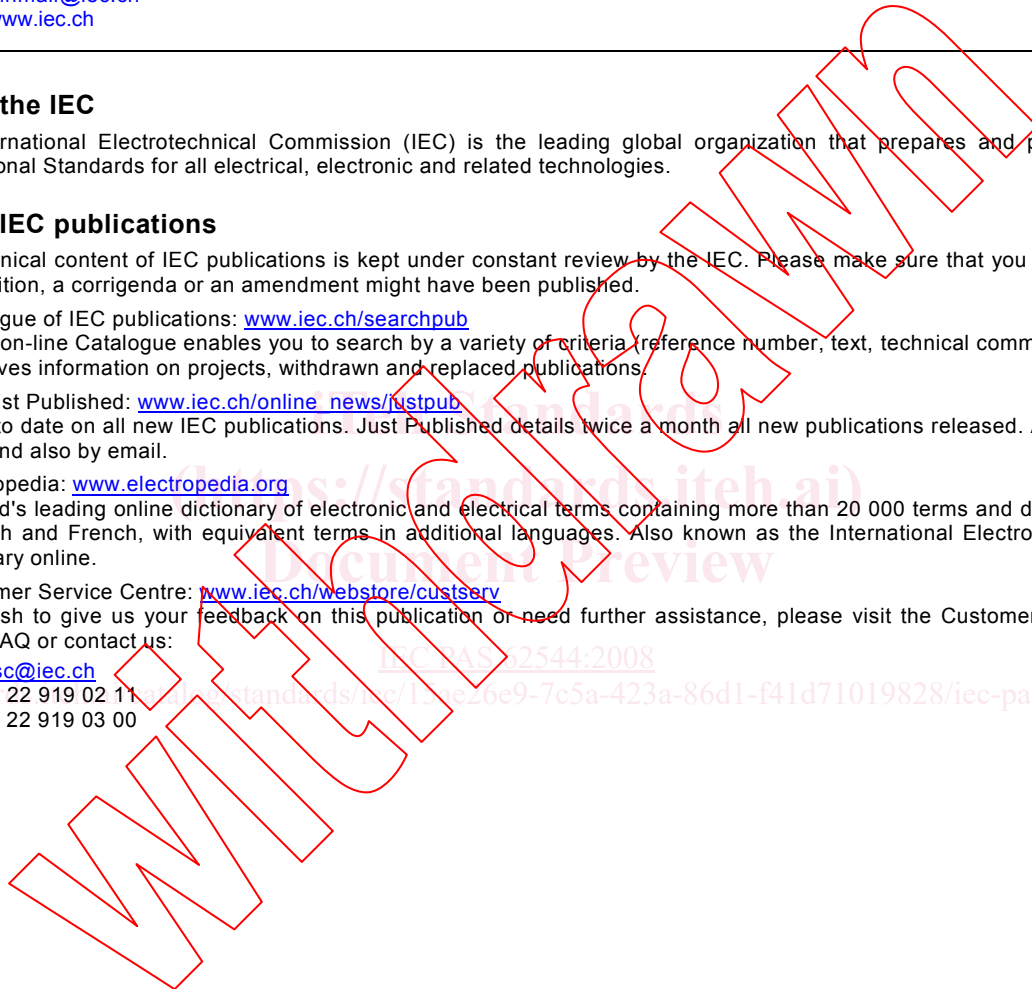 www.iec.ch
the IEC
rnational Electrotechnical Commission (IEC) is the leading global organization that prepares and p
onal Standards for all electrical, electronic and related technologies.
IEC publications
nical content of IEC publications is kept under constant review by the IEC. Please make sure that you
ition, a corrigenda or an amendment might have been published.
gue of IEC publications: www.iec.ch/searchpub
on-line Catalogue enables you to search by a variety of criteria (reference number, text, technical comm
ves information on projects, withdrawn and replaced publications.
st Published: www.iec.ch/online_news/justpub
to date on all new IEC publications. Just Published details twice a month all new publications released. A
nd also by email.
opedia: www.electropedia.org
d's leading online dictionary of electronic and electrical terms containing more than 20 000 terms and d
h and French, with equivalent terms in additional languages. Also known as the International Electro
ary online.
mer Service Centre: www.iec.ch/webstore/custserv
sh to give us your feedback on this publication or need further assistance, please visit the Customer
AQ or contact us:
sc@iec.ch
22 919 02 11
22 919 03 00
iTeh Standards
(https://standards.iteh.ai)
Document Preview
IEC PAS 62544:2008
/catalog/standards/iec/15ae26e9-7c5a-423a-86d1-f41d71019828/iec-pa
withdrawn